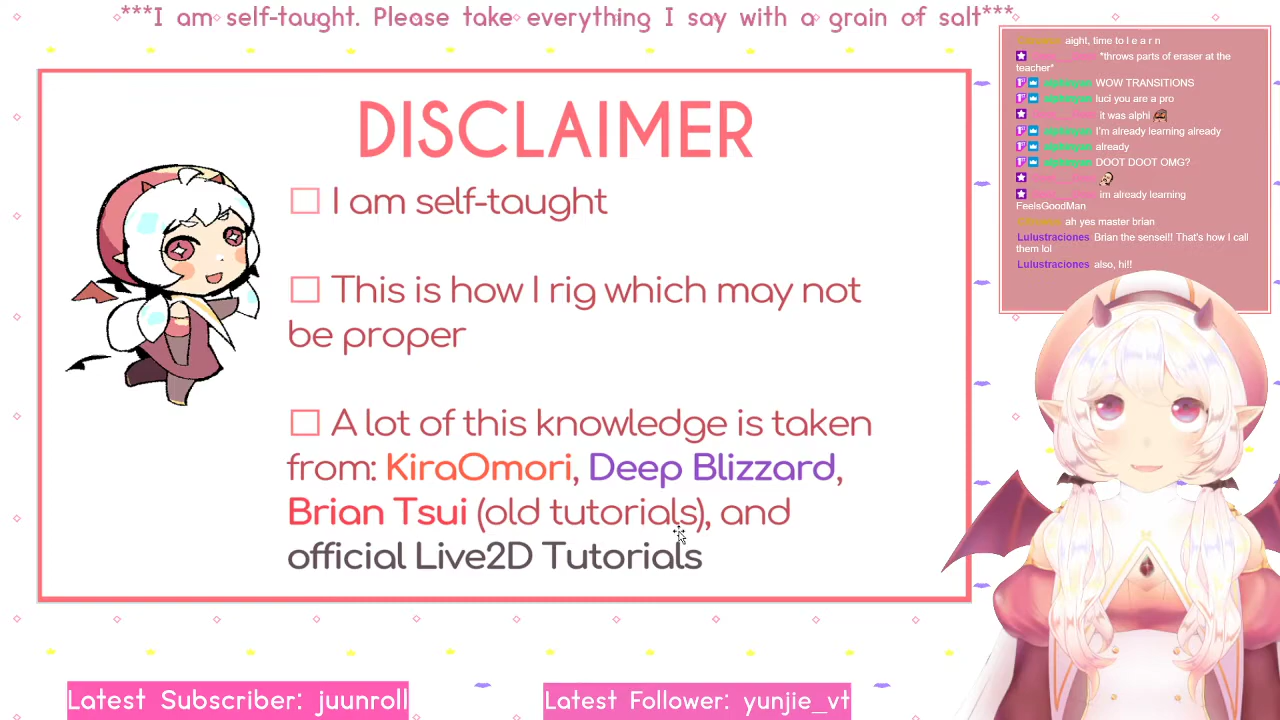 ***I am self-taught. Please take everything I say with a grain of salt***
DISCLAIMER
I am self-taught
This is how I rig which may not
be proper
A lot of this knowledge is taken
from: KiraOmori, Deep Blizzard,
Brian Tsui (old tutorials), and
official Live2D Tutorials
aight, time to l e a r n
*throws parts of eraser at the
teacher*
WOW TRANSITIONS
luci you are a pro
it was alphi
I'm already learning already
already
DOOT DOOT OMG?
im already learning
FeelsGoodMan
ah yes master brian
Lulustraciones Brian the sensei!! That's how I call
them lol
Lulustraciones also, hi!!
Latest Subscriber: juunroll
Latest Follower: yunjie_vt